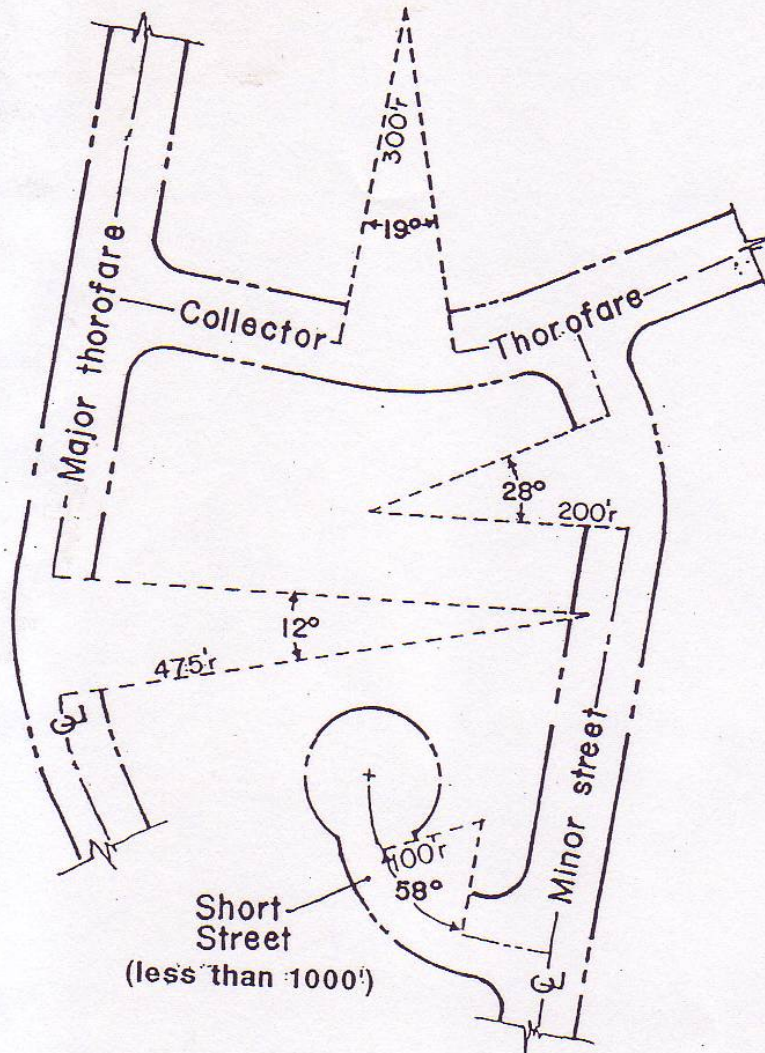 300'r
19°
Major thorofare
Collector
Thorofare
28°
200'r
12°
475'r
℄
Minor street
100'r
58°
Short
Street
(less than 1000')
℄